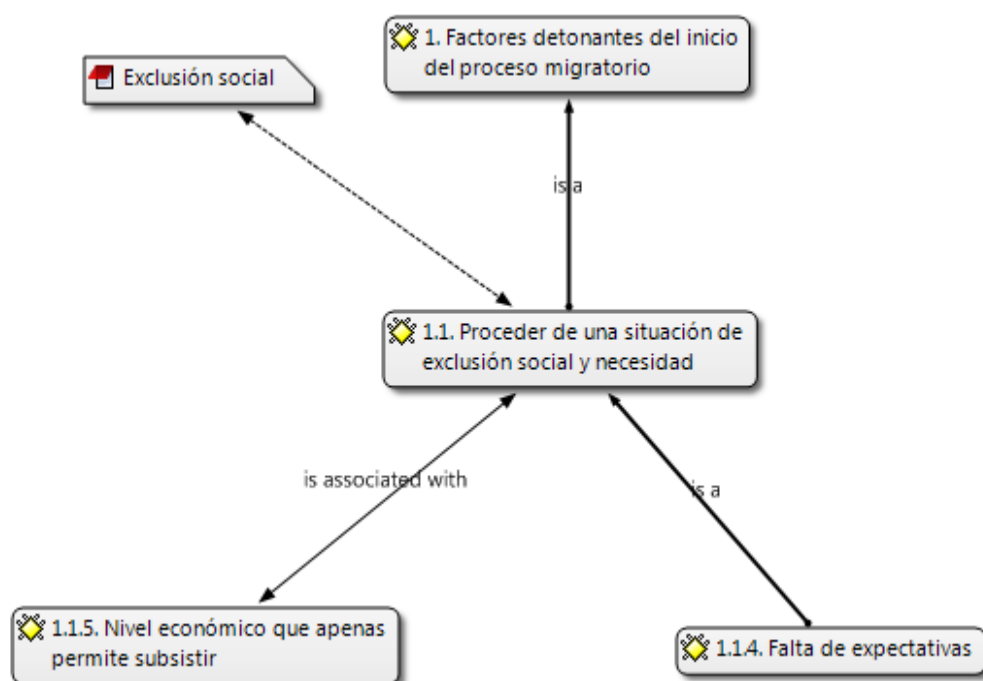 1. Factores detonantes del inicio
del proceso migratorio
Exclusión social
is a
1.1. Proceder de una situación de
exclusión social y necesidad
is associated with
is a
1.1.5. Nivel económico que apenas
permite subsistir
1.1.4. Falta de expectativas